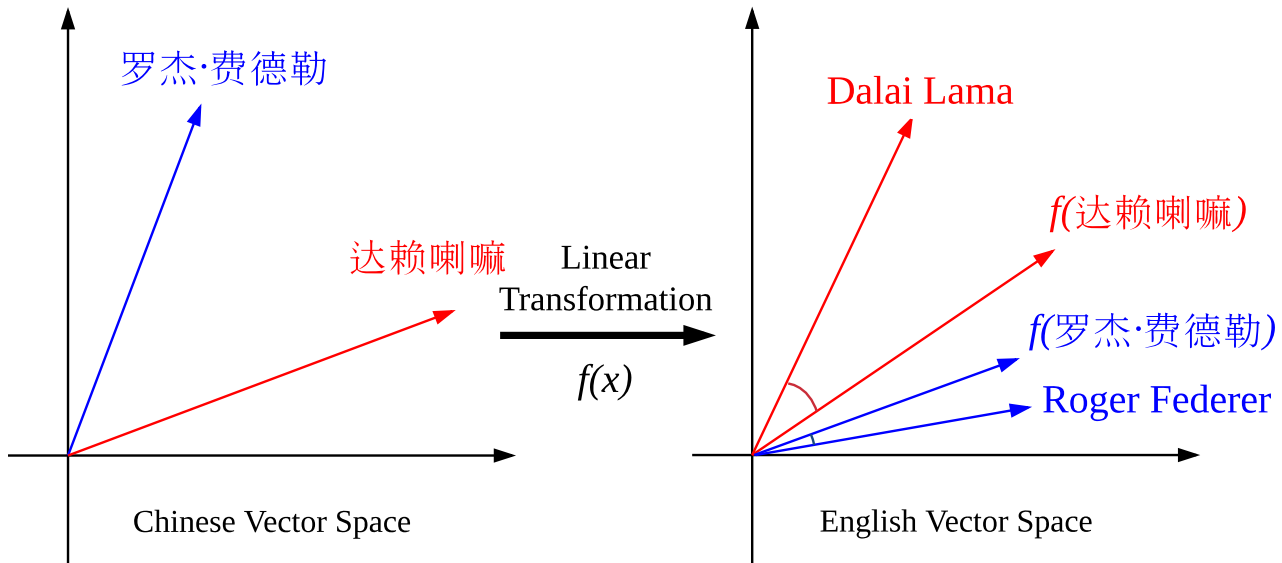 罗杰·费德勒
达赖喇嘛
Chinese Vector Space
Linear
Transformation
f(x)
Dalai Lama
f(达赖喇嘛)
f(罗杰·费德勒)
Roger Federer
English Vector Space